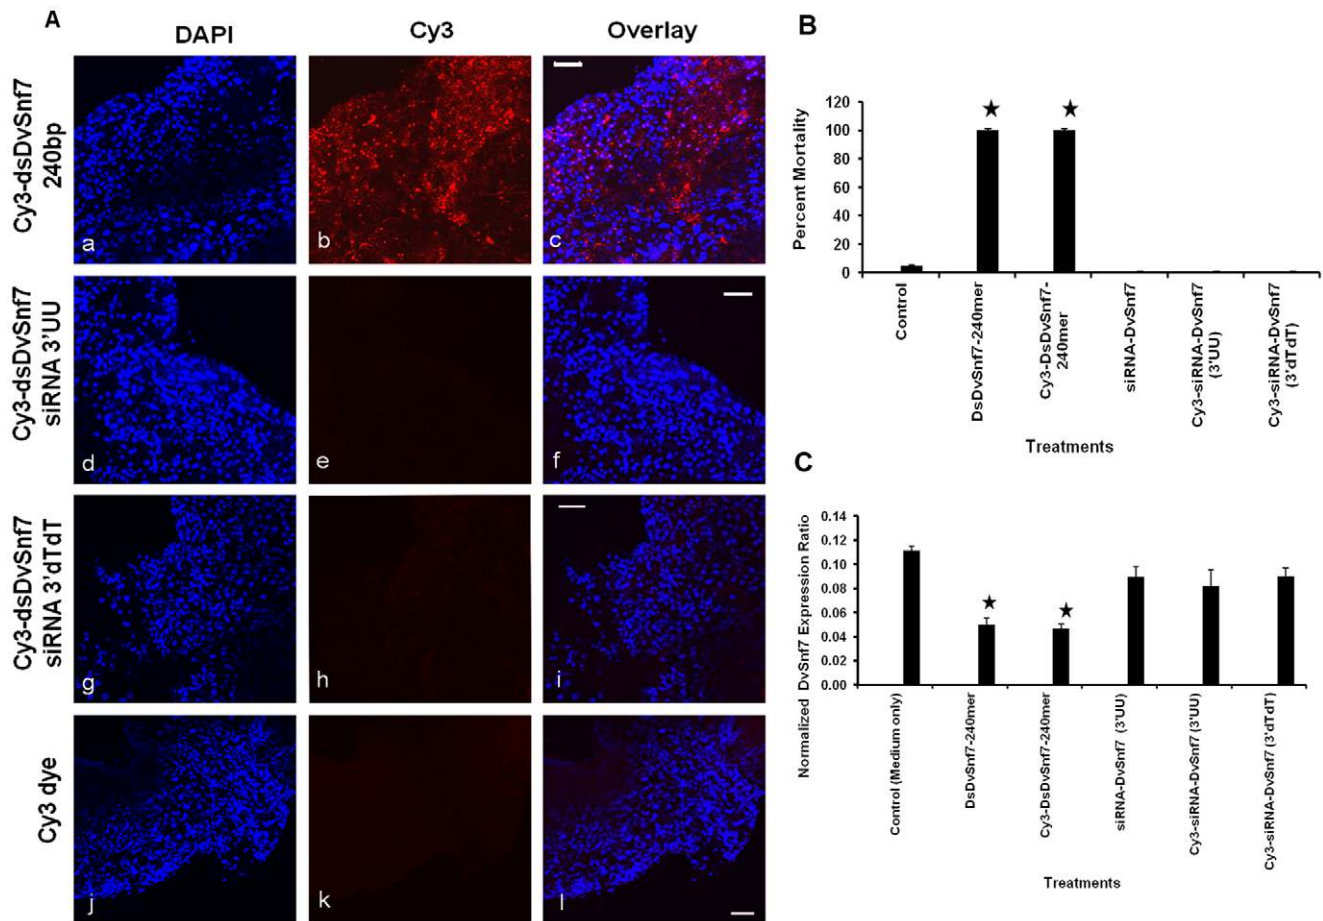 A
DAPI
Cy3
Overlay
Cy3-dsDvSnf7
240bp
a
b
c
Cy3-dsDvSnf7
siRNA 3'UU
d
e
f
Cy3-dsDvSnf7
siRNA 3'dTdT
g
h
i
Cy3 dye
j
k
l
B
Percent Mortality
120
100
80
60
40
20
0
Control
DsDvSnf7-240mer
Cy3-DsDvSnf7-
240mer
siRNA-DvSnf7
Cy3-siRNA-DvSnf7
(3'UU)
Cy3-siRNA-DvSnf7
(3'dTdT)
Treatments
C
Normalized DvSnf7 Expression Ratio
0.14
0.12
0.10
0.08
0.06
0.04
0.02
0.00
Control (Medium only)
DsDvSnf7-240mer
Cy3-DsDvSnf7-240mer
siRNA-DvSnf7 (3'UU)
Cy3-siRNA-DvSnf7 (3'UU)
Cy3-siRNA-DvSnf7 (3'dTdT)
Treatments